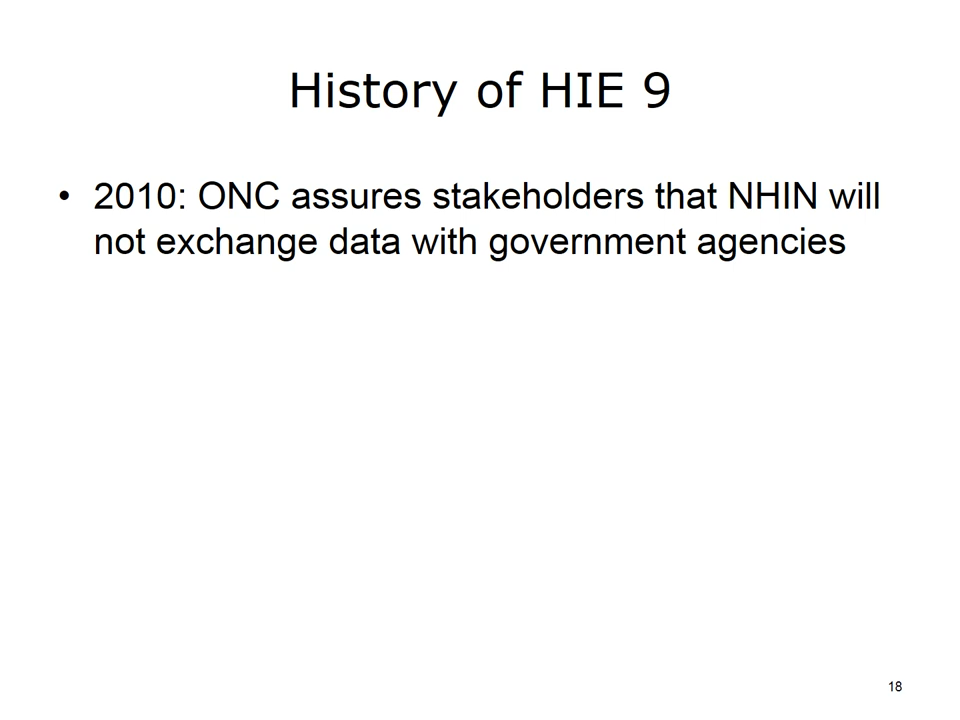 History of HIE 9
• 2010: ONC assures stakeholders that NHIN will
not exchange data with government agencies
18